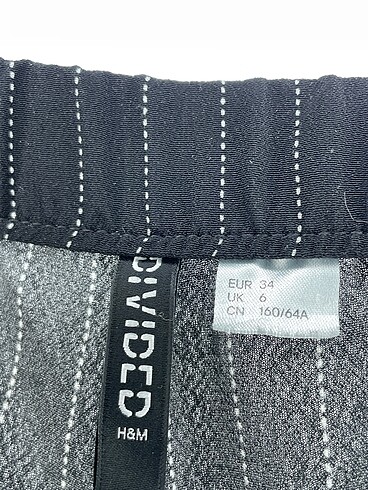 DIVIDED
H&M
EUR 34
UK 6
CN 160/64A